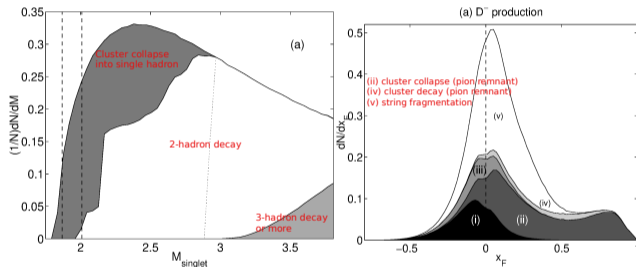 (a)
Cluster collapse
into single hadron
2-hadron decay
3-hadron decay
or more
(1/N)dN/dM
0.35
0.3
0.25
0.2
0.15
0.1
0.05
0
2
2.5
3
3.5
M_singlet
(a) D⁻ production
(ii) cluster collapse (pion remnant)
(iv) cluster decay (pion remnant)
(v) string fragmentation
(v)
(iii)
(iv)
(i)
(ii)
dN/dx_F
0.5
0.4
0.3
0.2
0.1
0
-0.5
0
0.5
x_F